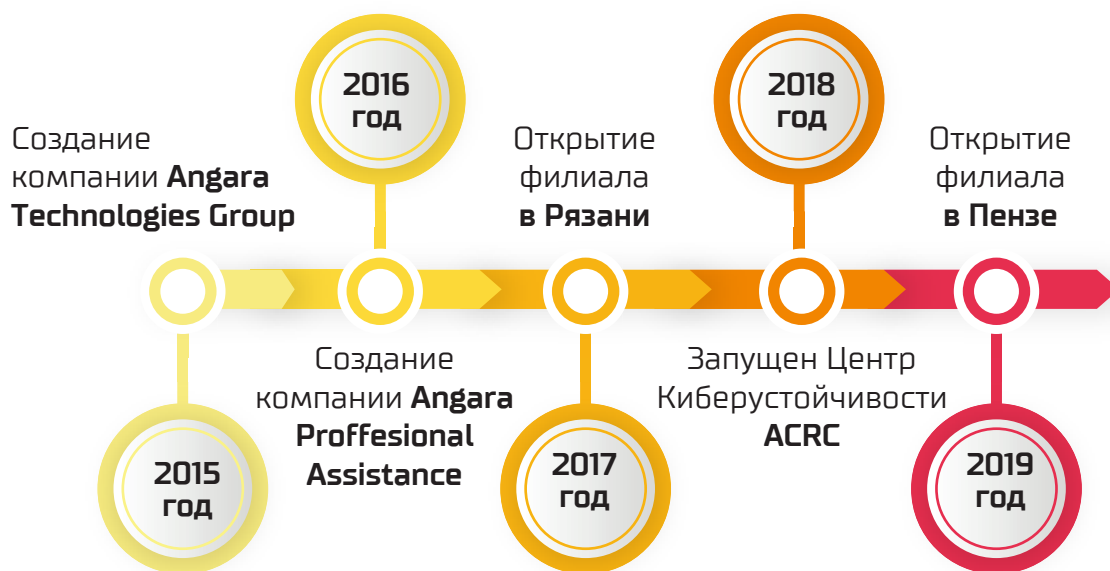 Создание
компании Angara
Technologies Group
2015
год
2016
год
Создание
компании Angara
Proffesional
Assistance
Открытие
филиала
в Рязани
2017
год
2018
год
Запущен Центр
Киберустойчивости
ACRC
Открытие
филиала
в Пензе
2019
год